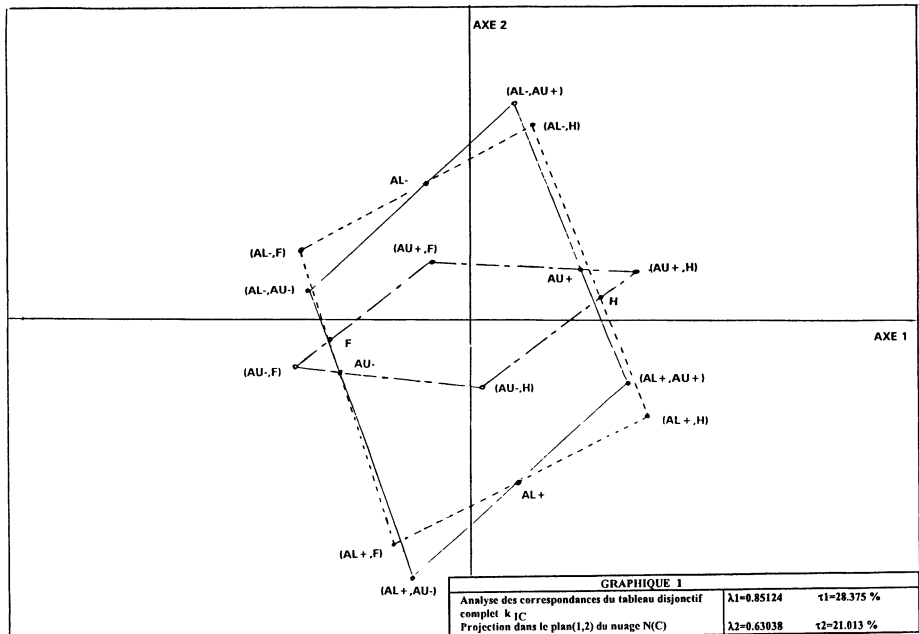 AXE 2
(AL-,AU+)
(AL-,H)
AL-
(AL-,F)
(AU+,F)
(AU+,H)
AU+
(AL-,AU-)
H
AXE 1
F
AU-
(AU-,F)
(AU-,H)
(AL+,AU+)
(AL+,H)
AL+
(AL+,F)
(AL+,AU-)
GRAPHIQUE 1
Analyse des correspondances du tableau disjonctif λ1=0.85124 τ1=28.375 %
complet k IC
Projection dans le plan(1,2) du nuage N(C) λ2=0.63038 τ2=21.013 %